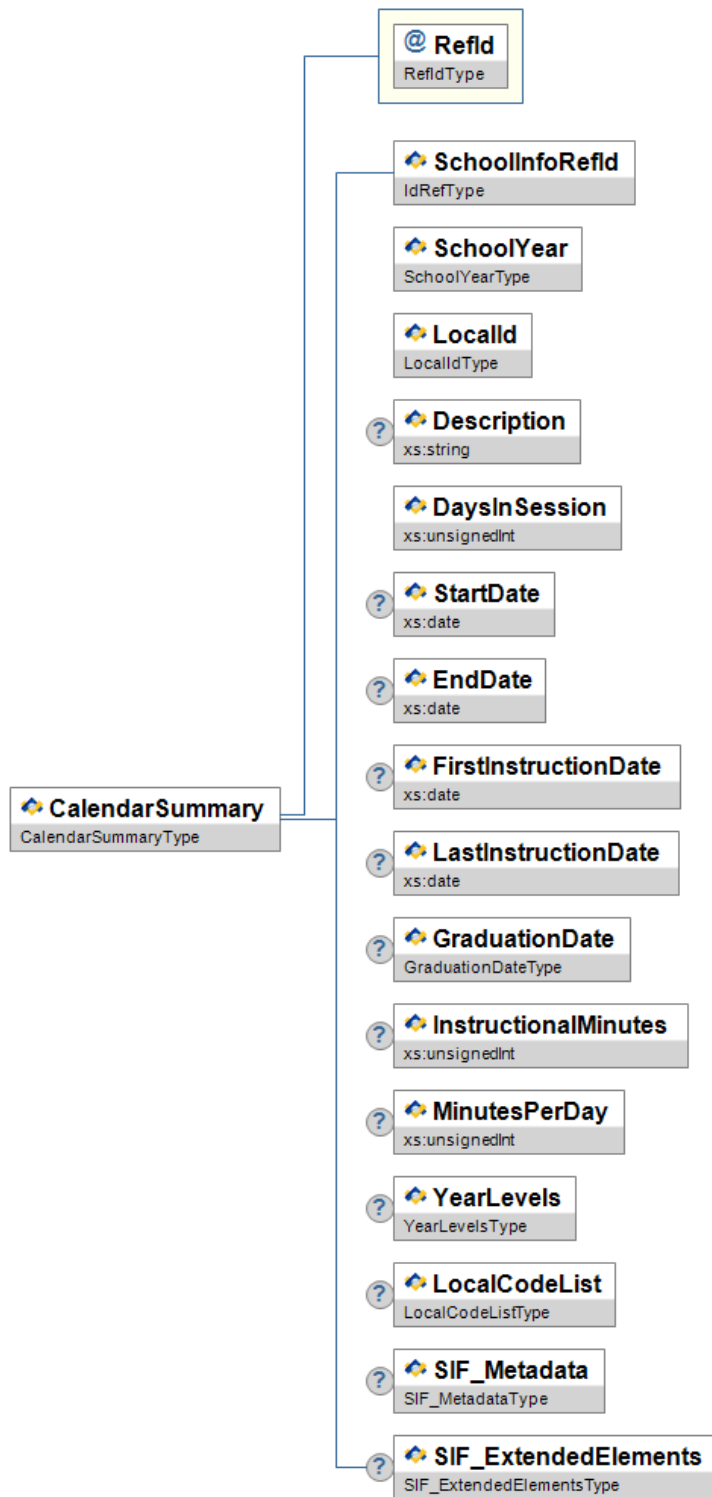 @ RefId
RefIdType
SchoolInfoRefId
IdRefType
SchoolYear
SchoolYearType
LocalId
LocalIdType
? Description
xs:string
DaysInSession
xs:unsignedInt
? StartDate
xs:date
? EndDate
xs:date
? FirstInstructionDate
xs:date
CalendarSummary
CalendarSummaryType
? LastInstructionDate
xs:date
? GraduationDate
GraduationDateType
? InstructionalMinutes
xs:unsignedInt
? MinutesPerDay
xs:unsignedInt
? YearLevels
YearLevelsType
? LocalCodeList
LocalCodeListType
? SIF_Metadata
SIF_MetadataType
? SIF_ExtendedElements
SIF_ExtendedElementsType